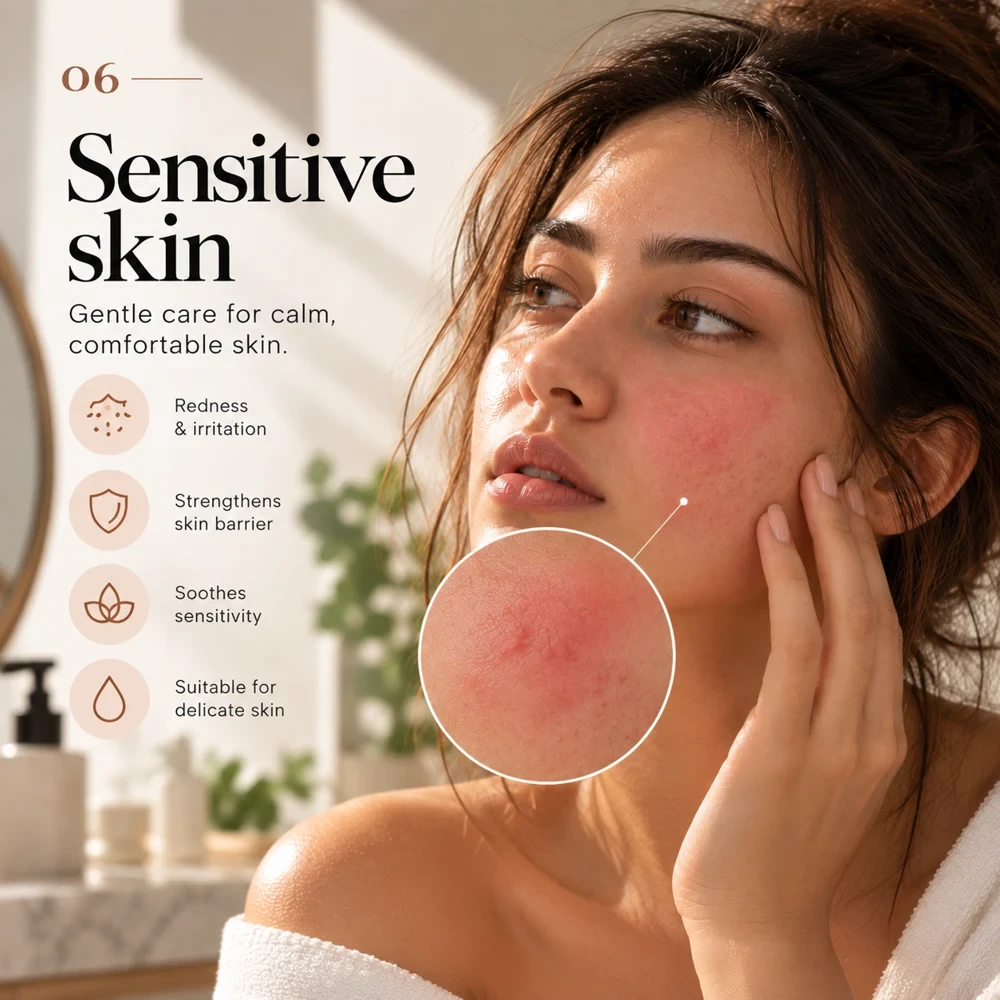 06
Sensitive
skin
Gentle care for calm,
comfortable skin.
Redness
& irritation
Strengthens
skin barrier
Soothes
sensitivity
Suitable for
delicate skin